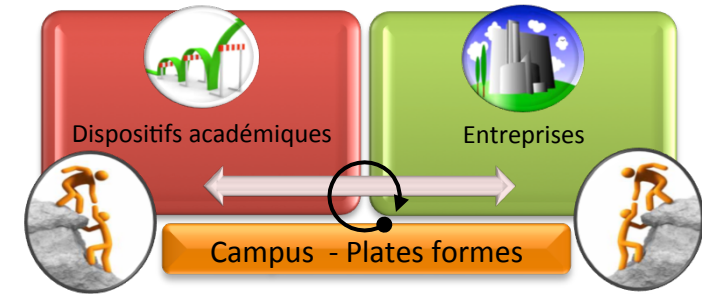 Dispositifs académiques
Entreprises
Campus - Plates formes